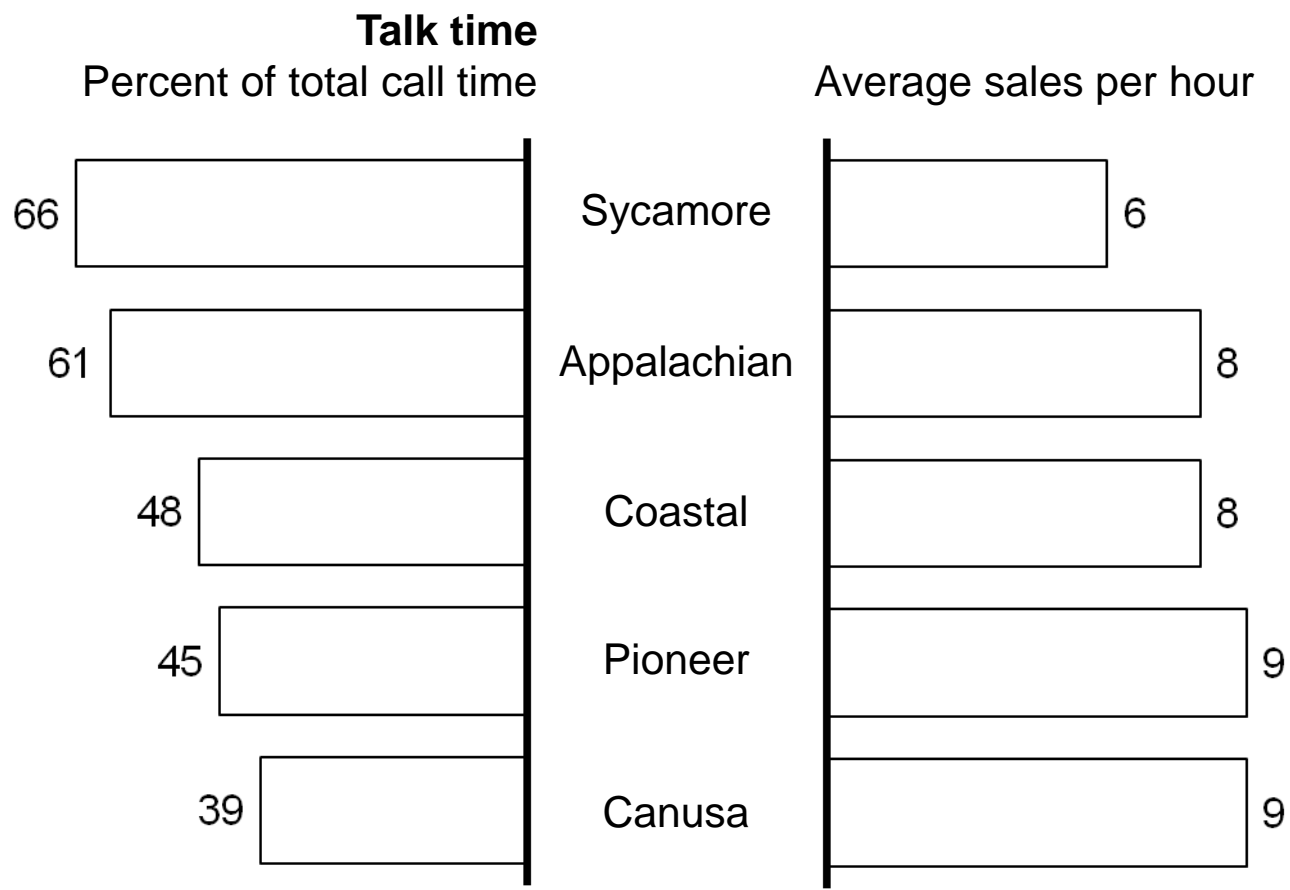 Talk time
Percent of total call time
Average sales per hour
66
Sycamore
6
61
Appalachian
8
48
Coastal
8
45
Pioneer
9
39
Canusa
9